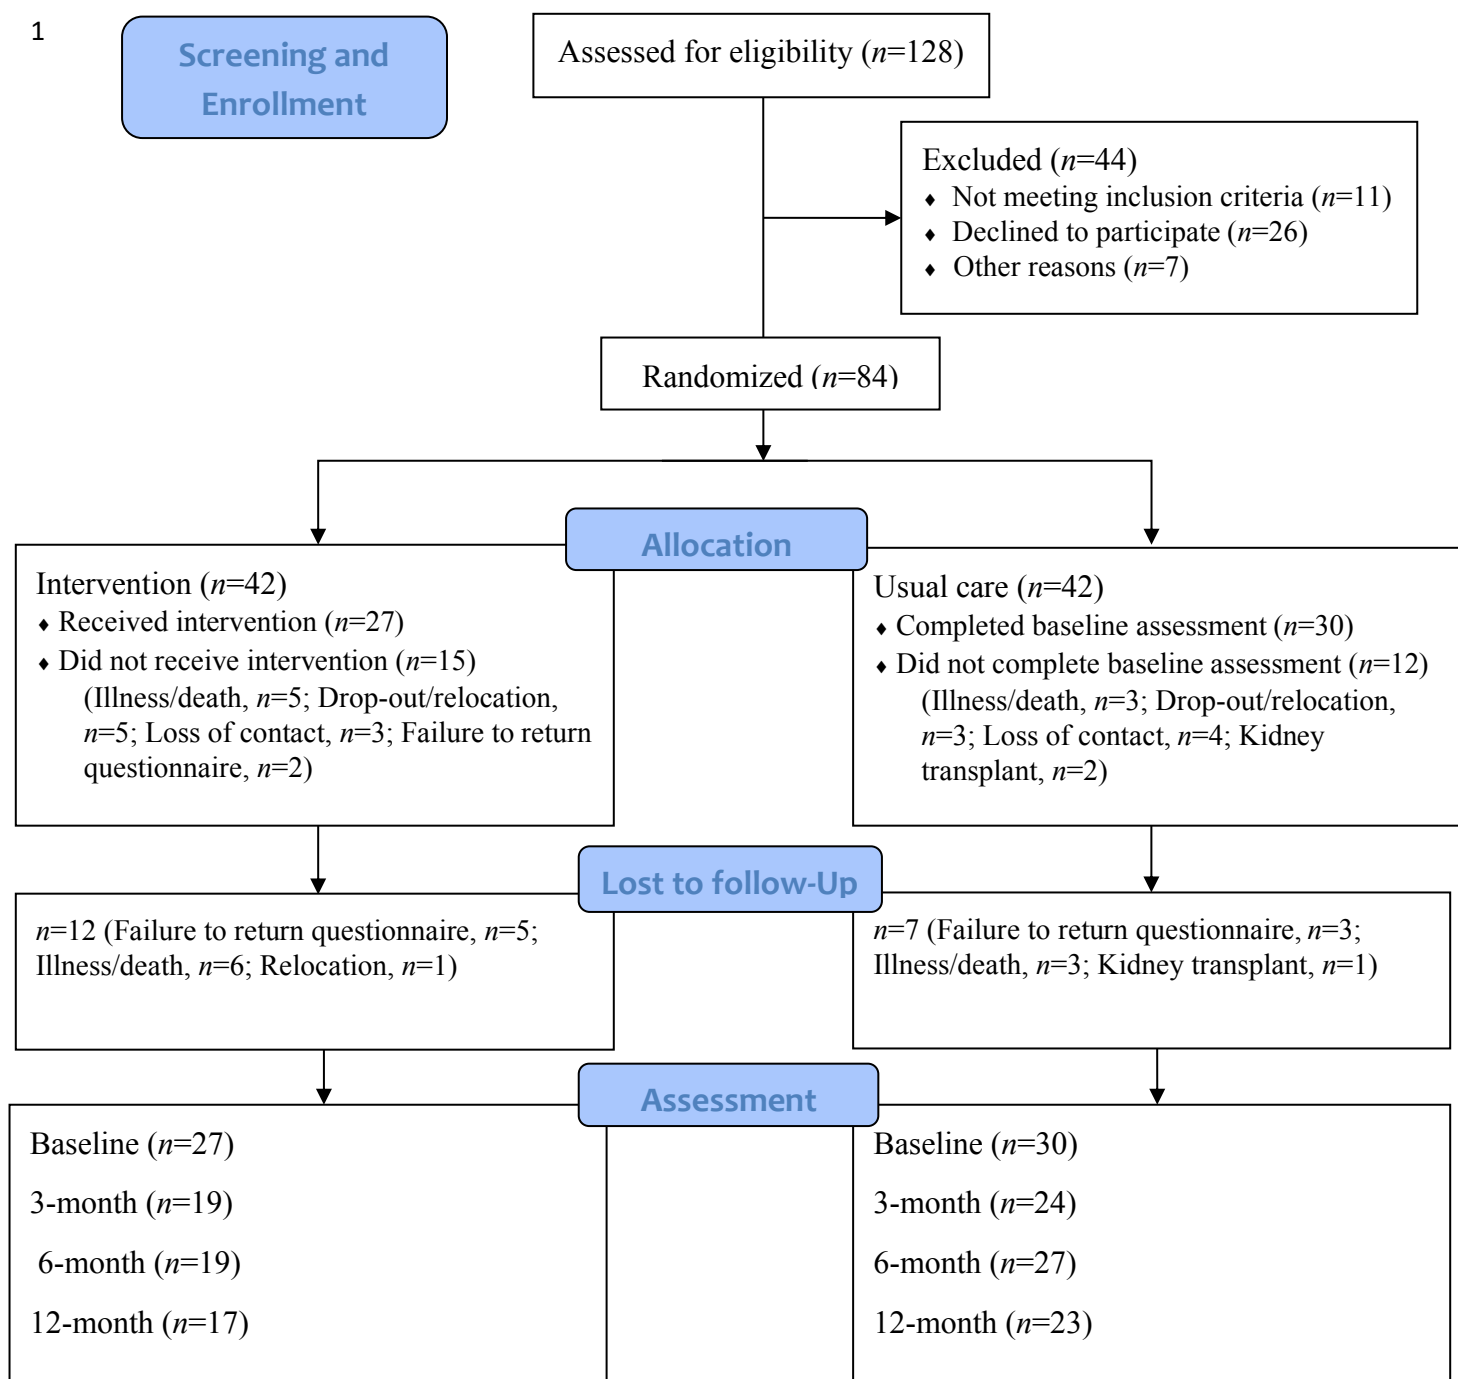 1
Screening and
Enrollment
Assessed for eligibility (n=128)
Excluded (n=44)
♦ Not meeting inclusion criteria (n=11)
♦ Declined to participate (n=26)
♦ Other reasons (n=7)
Randomized (n=84)
Allocation
Intervention (n=42)
♦ Received intervention (n=27)
♦ Did not receive intervention (n=15)
(Illness/death, n=5; Drop-out/relocation,
n=5; Loss of contact, n=3; Failure to return
questionnaire, n=2)
Usual care (n=42)
♦ Completed baseline assessment (n=30)
♦ Did not complete baseline assessment (n=12)
(Illness/death, n=3; Drop-out/relocation,
n=3; Loss of contact, n=4; Kidney
transplant, n=2)
Lost to follow-Up
n=12 (Failure to return questionnaire, n=5;
Illness/death, n=6; Relocation, n=1)
n=7 (Failure to return questionnaire, n=3;
Illness/death, n=3; Kidney transplant, n=1)
Assessment
Baseline (n=27)
3-month (n=19)
6-month (n=19)
12-month (n=17)
Baseline (n=30)
3-month (n=24)
6-month (n=27)
12-month (n=23)